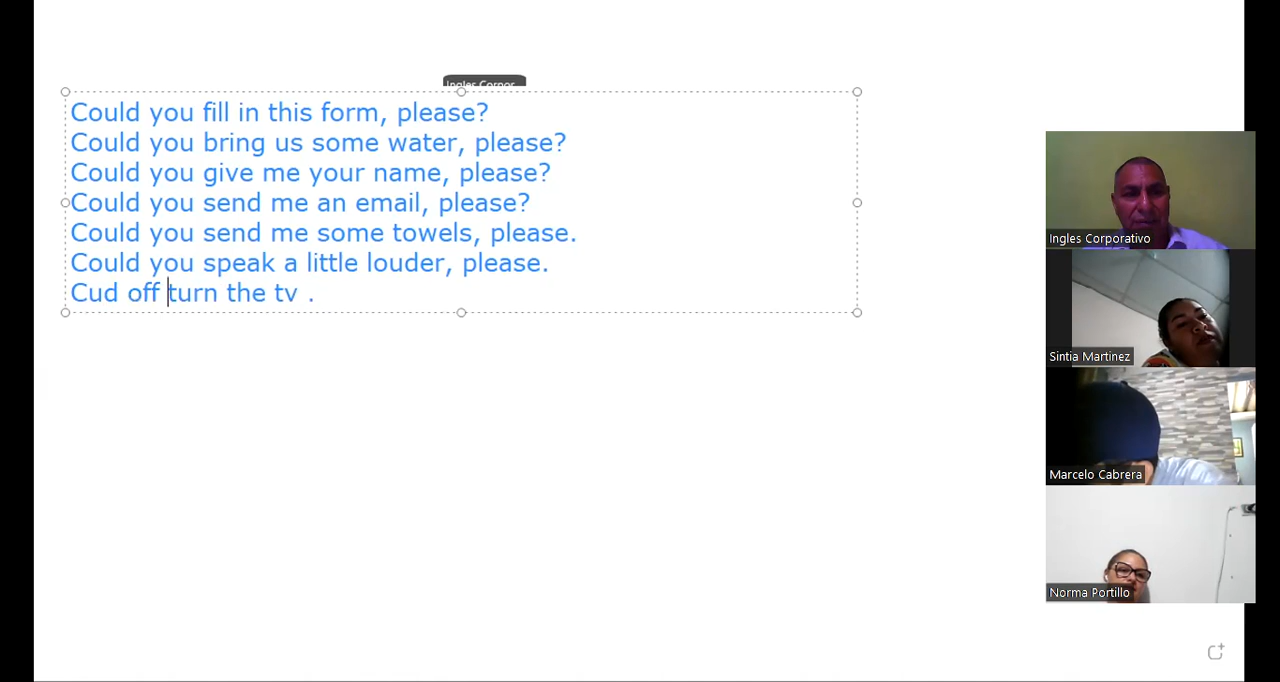 Ingles Corpor...
Could you fill in this form, please?
Could you bring us some water, please?
Could you give me your name, please?
Could you send me an email, please?
Could you send me some towels, please.
Could you speak a little louder, please.
Cud off turn the tv .
Ingles Corporativo
Sintia Martinez
Marcelo Cabrera
Norma Portillo